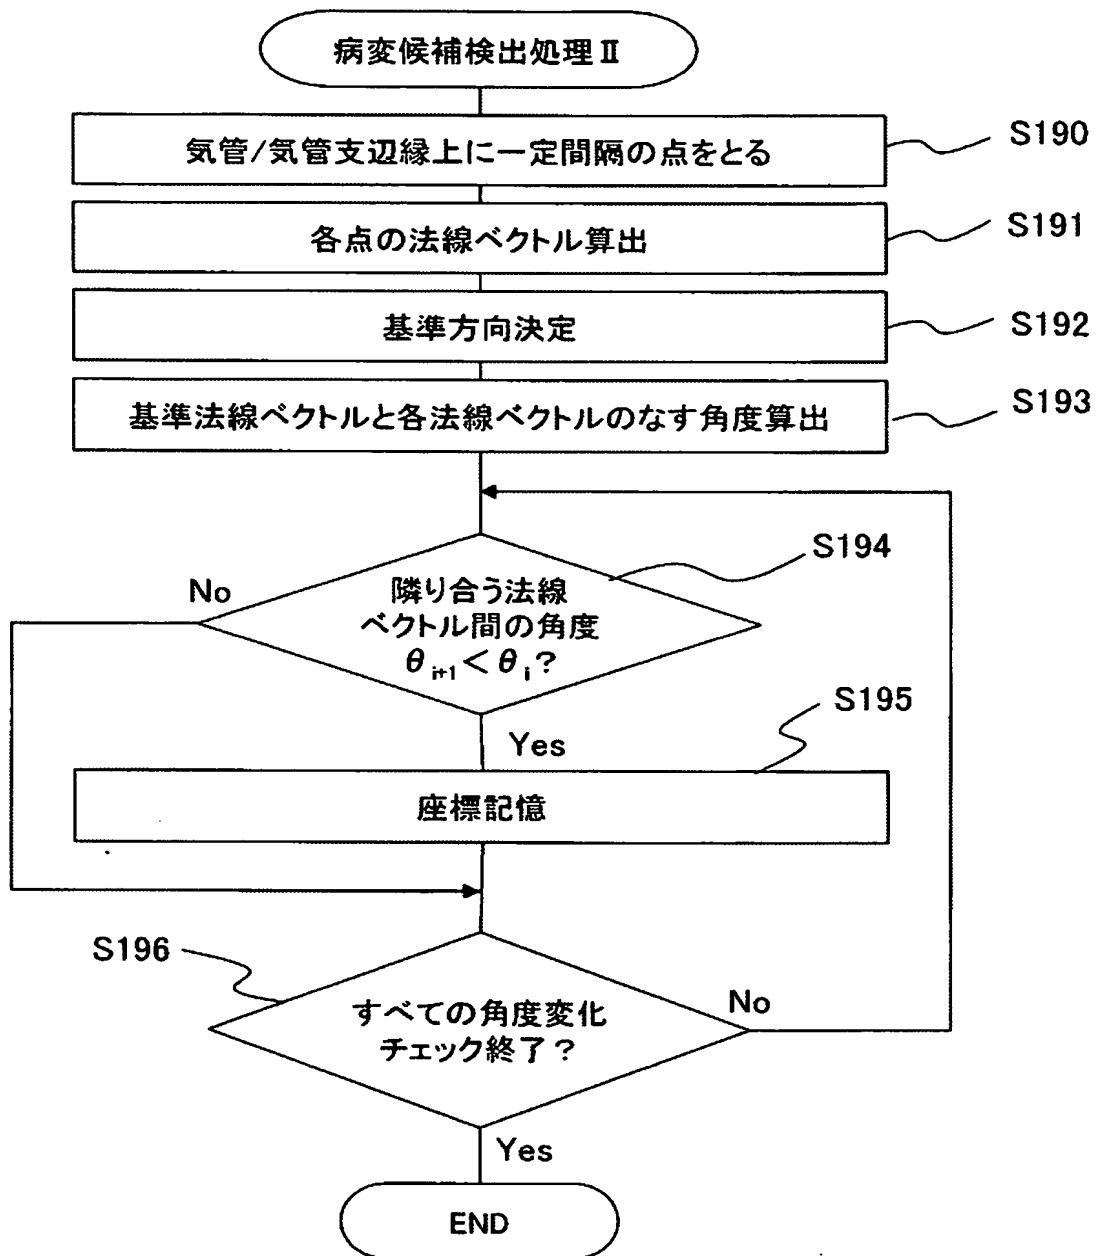 病変候補検出処理Ⅱ
気管/気管支辺縁上に一定間隔の点をとる
S190
各点の法線ベクトル算出
S191
基準方向決定
S192
基準法線ベクトルと各法線ベクトルのなす角度算出
S193
S194
No
隣り合う法線
ベクトル間の角度
θi+1<θi?
S195
Yes
座標記憶
S196
No
すべての角度変化
チェック終了?
Yes
END